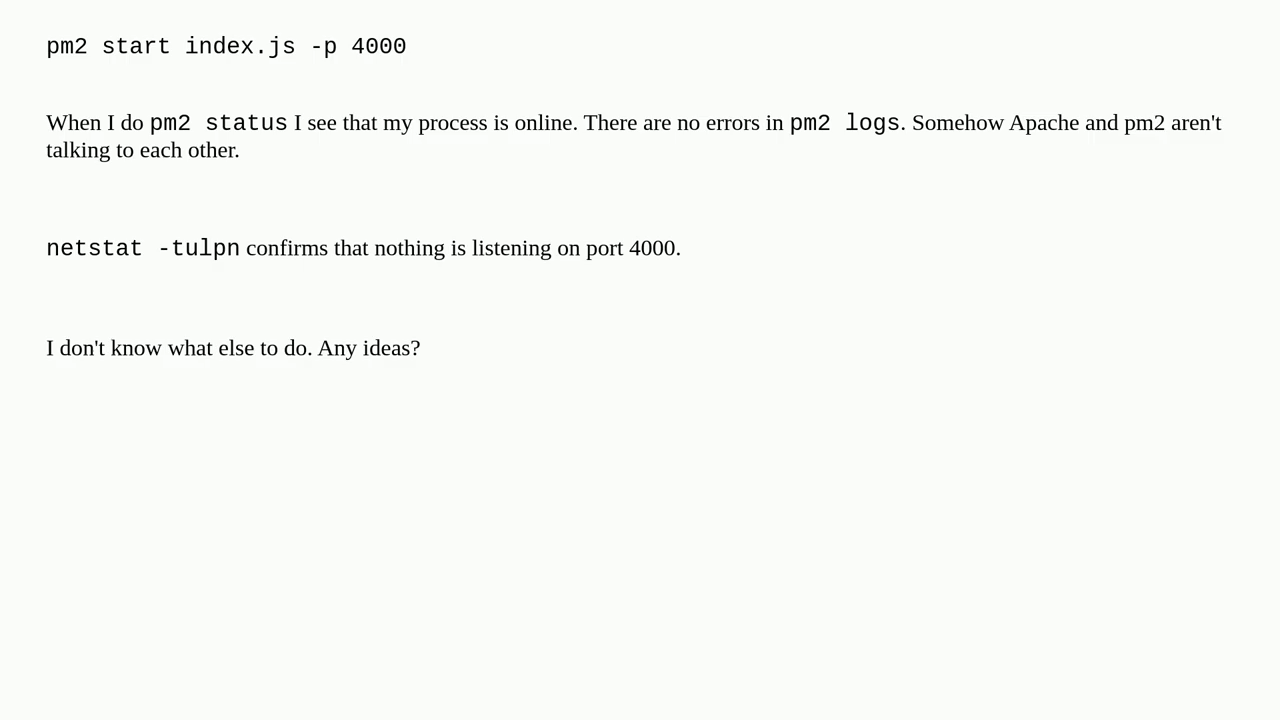 pm2 start index.js -p 4000
When I do pm2 status I see that my process is online. There are no errors in pm2 logs. Somehow Apache and pm2 aren't
talking to each other.
netstat -tulpn confirms that nothing is listening on port 4000.
I don't know what else to do. Any ideas?